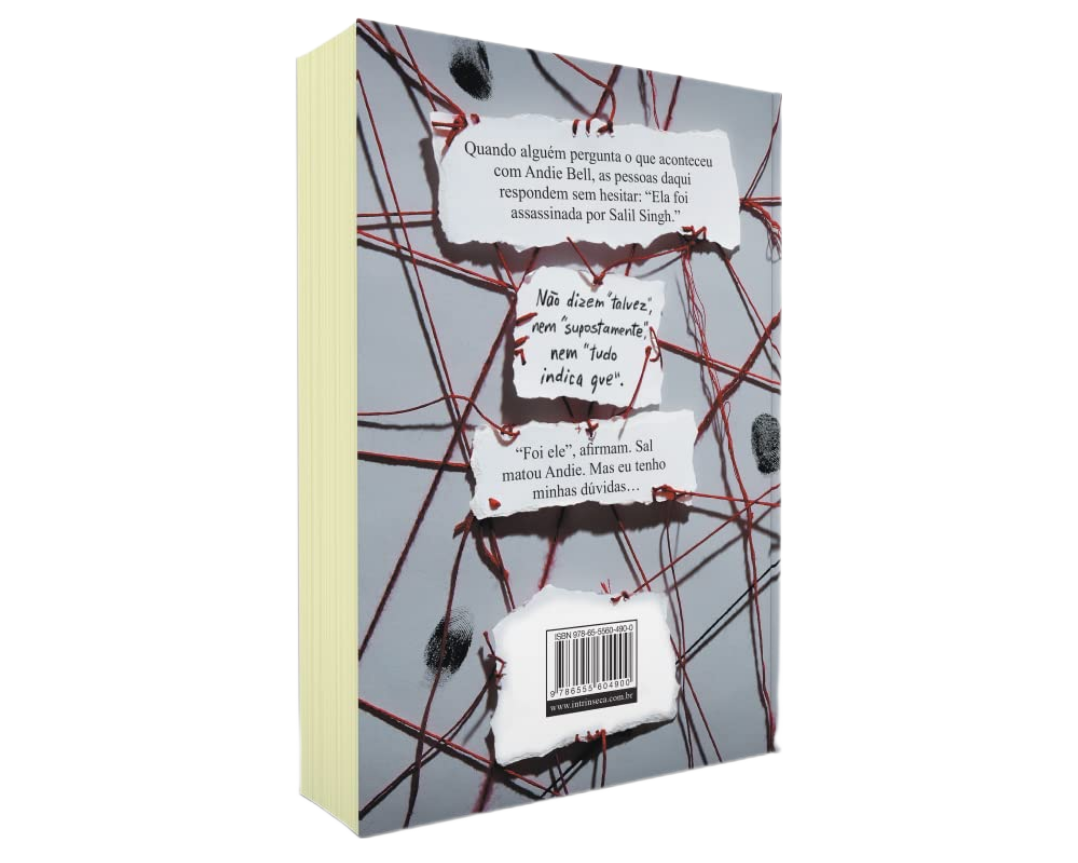 Quando alguém pergunta o que aconteceu
com Andie Bell, as pessoas daqui
respondem sem hesitar: “Ela foi
assassinada por Salil Singh.”
Não dizem "talvez",
nem "supostamente",
nem "tudo
indica que".
“Foi ele”, afirmam. Sal
matou Andie. Mas eu tenho
minhas dúvidas…
ISBN 978-65-5560-490-0
9 786555 604900
www.intrinseca.com.br